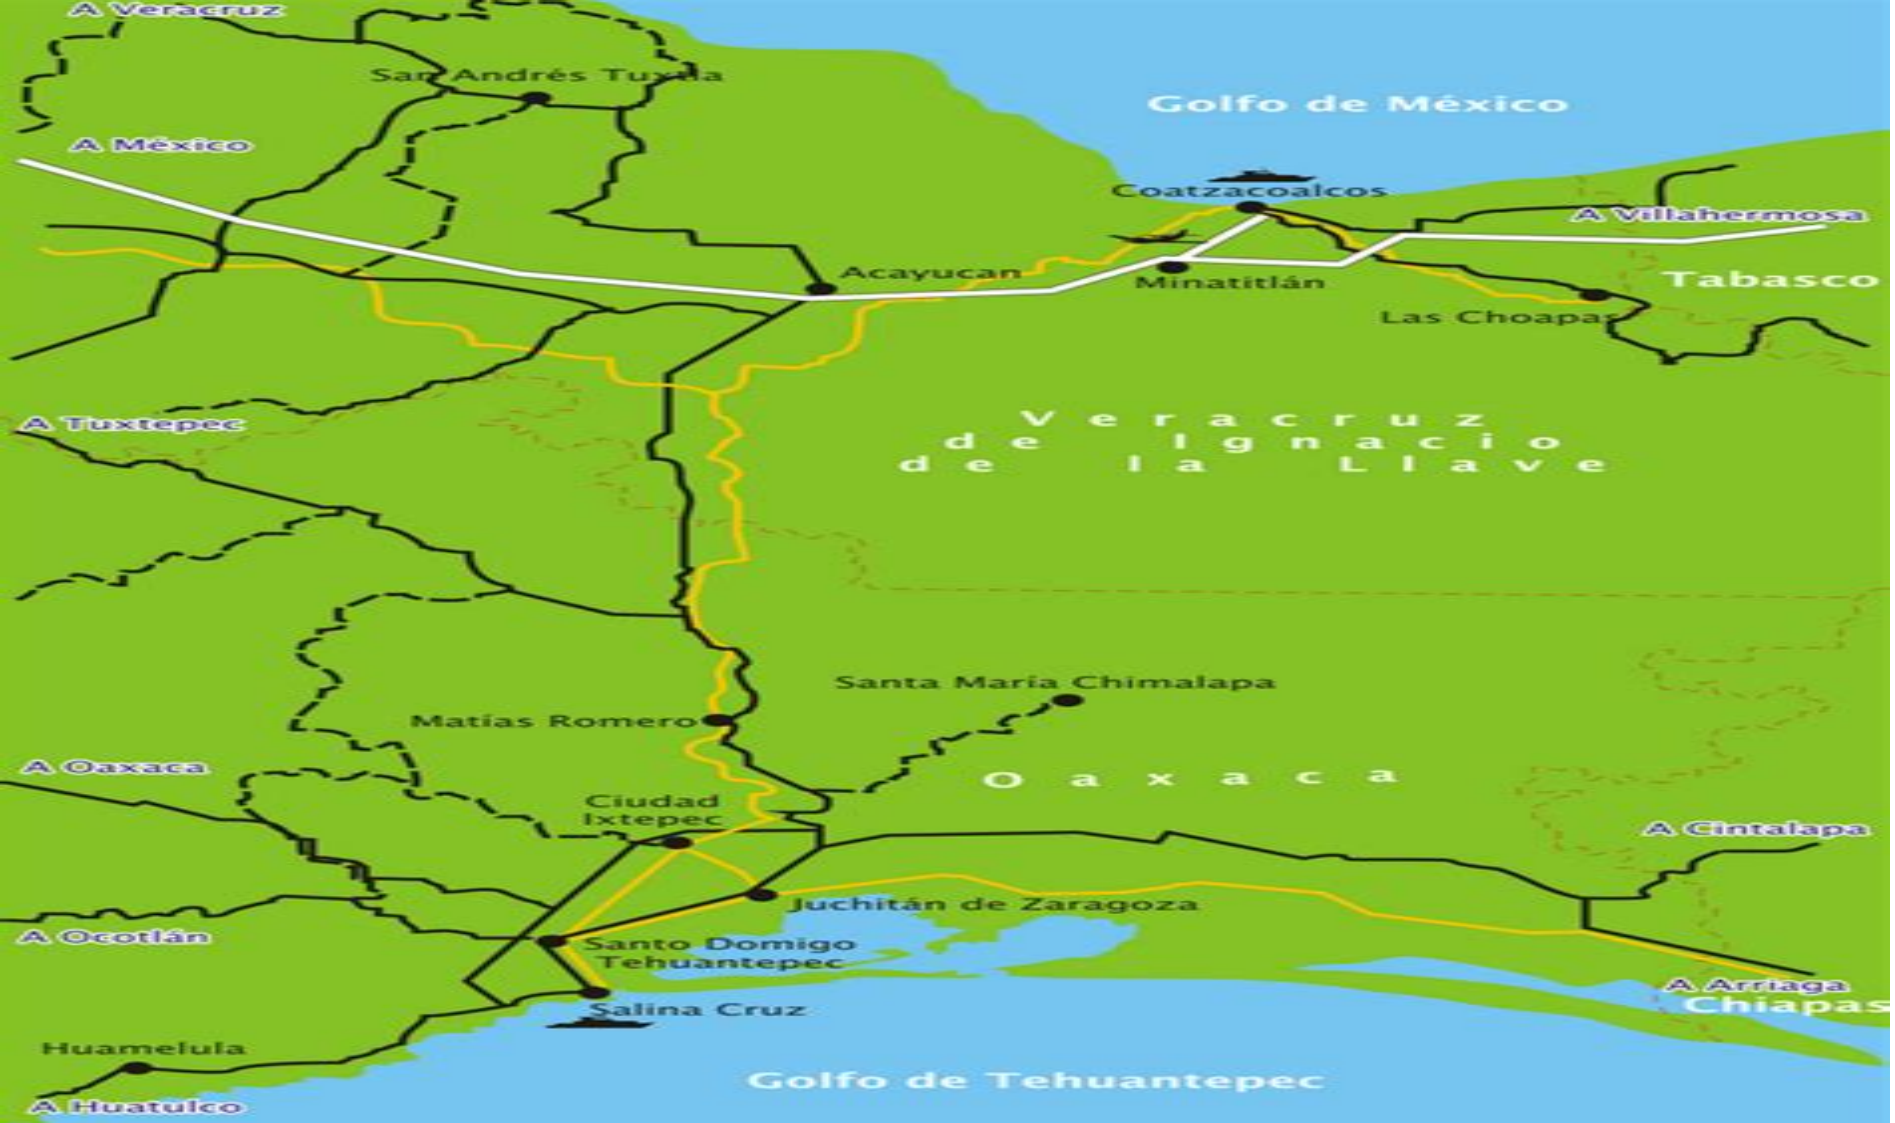 A Veracruz
San Andrés Tuxtla
Golfo de México
A México
Coatzacoalcos
A Villahermosa
Acayucan
Minatitlán
Tabasco
Las Choapas
Veracruz
de Ignacio
de la Llave
A Tuxtepec
Santa María Chimalapa
Matías Romero
A Oaxaca
Oaxaca
Ciudad
Ixtepec
A Cintalapa
Juchitán de Zaragoza
A Ocotlán
Santo Domigo
Tehuantepec
A Arriaga
Chiapas
Salina Cruz
Huamelula
Golfo de Tehuantepec
A Huatulco